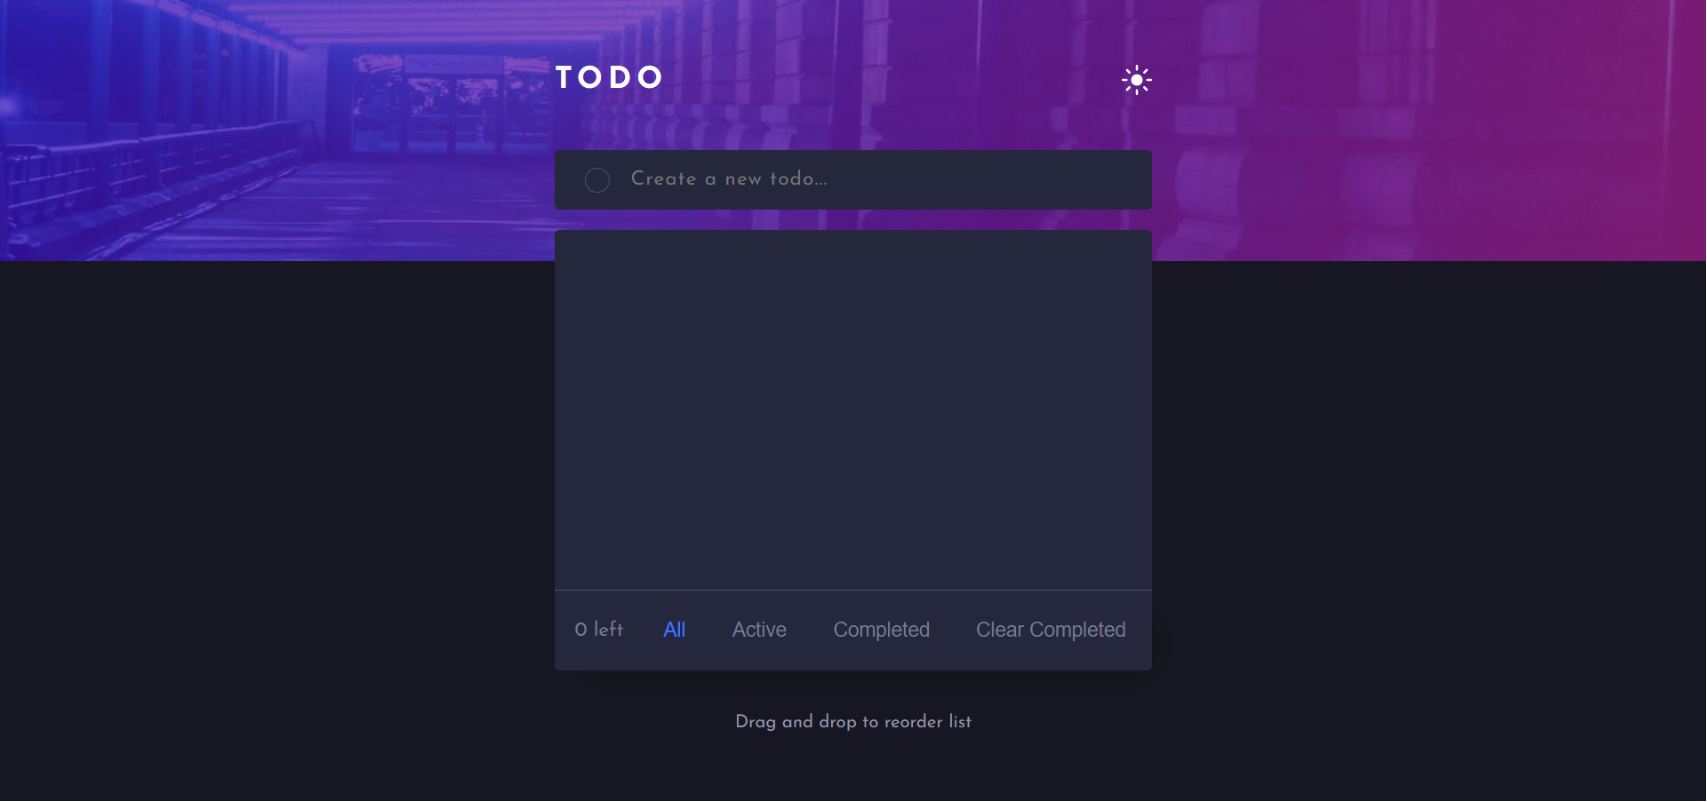 TODO
Create a new todo...
0 left All Active Completed Clear Completed
Drag and drop to reorder list